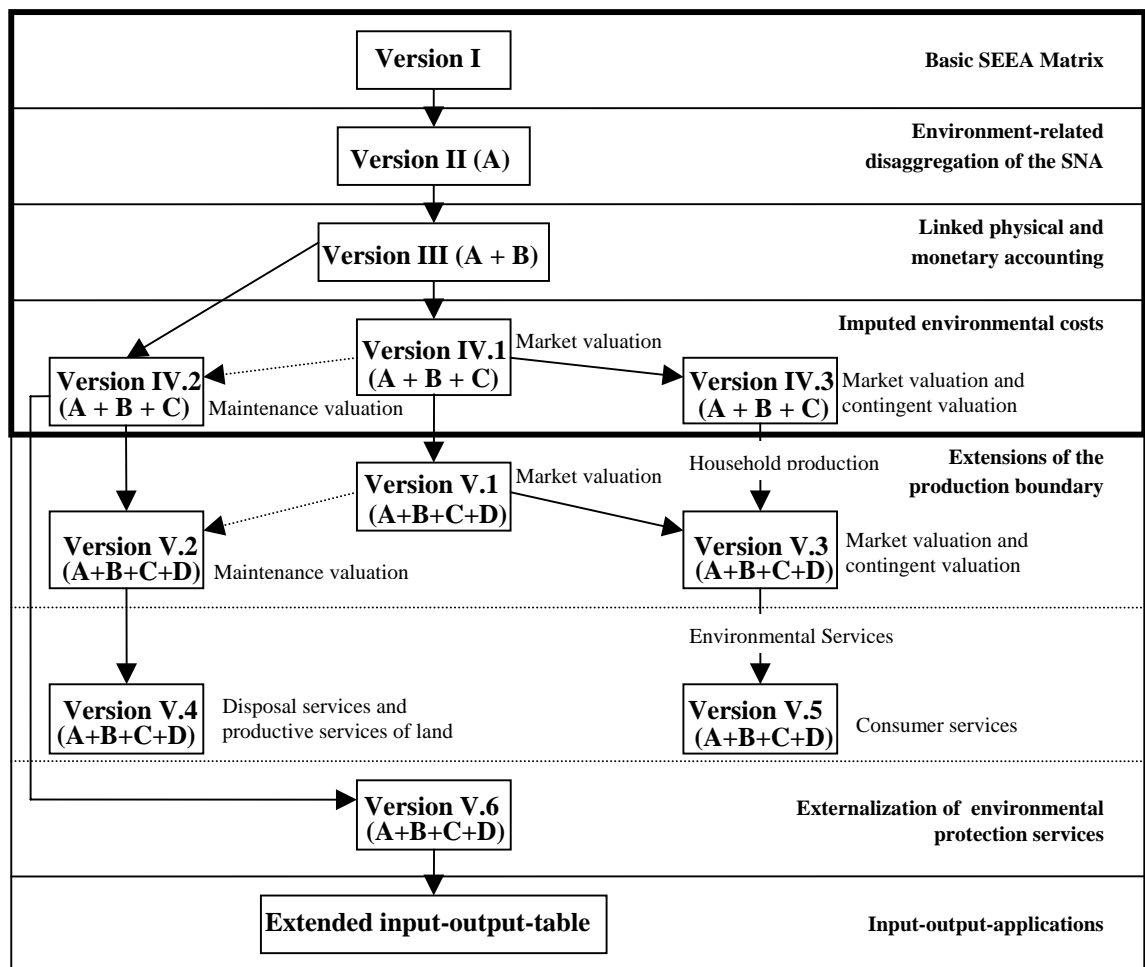 Version I
Basic SEEA Matrix
Environment-related
disaggregation of the SNA
Version II (A)
Linked physical and
monetary accounting
Version III (A + B)
Imputed environmental costs
Version IV.1
(A + B + C)
Market valuation
Version IV.2
(A + B + C)
Maintenance valuation
Version IV.3
(A + B + C)
Market valuation and
contingent valuation
Household production
Extensions of the
production boundary
Version V.1
(A+B+C+D)
Market valuation
Version V.2
(A+B+C+D)
Maintenance valuation
Version V.3
(A+B+C+D)
Market valuation and
contingent valuation
Environmental Services
Version V.4
(A+B+C+D)
Disposal services and
productive services of land
Version V.5
(A+B+C+D)
Consumer services
Version V.6
(A+B+C+D)
Externalization of environmental
protection services
Extended input-output-table
Input-output-applications